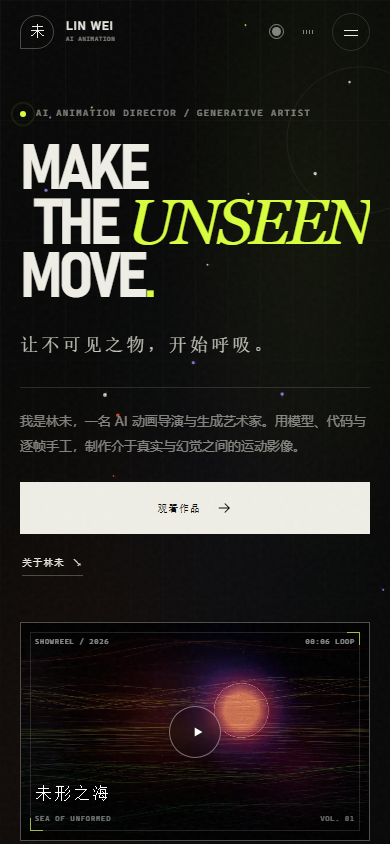 未
LIN WEI
AI ANIMATION
AI ANIMATION DIRECTOR / GENERATIVE ARTIST
MAKE
THE UNSEEN
MOVE.
让不可见之物，开始呼吸。
我是林未，一名 AI 动画导演与生成艺术家。用模型、代码与
逐帧手工，制作介于真实与幻觉之间的运动影像。
观看作品 →
关于林未 ↘
SHOWREEL / 2026
00:06 LOOP
未形之海
SEA OF UNFORMED
VOL. 01